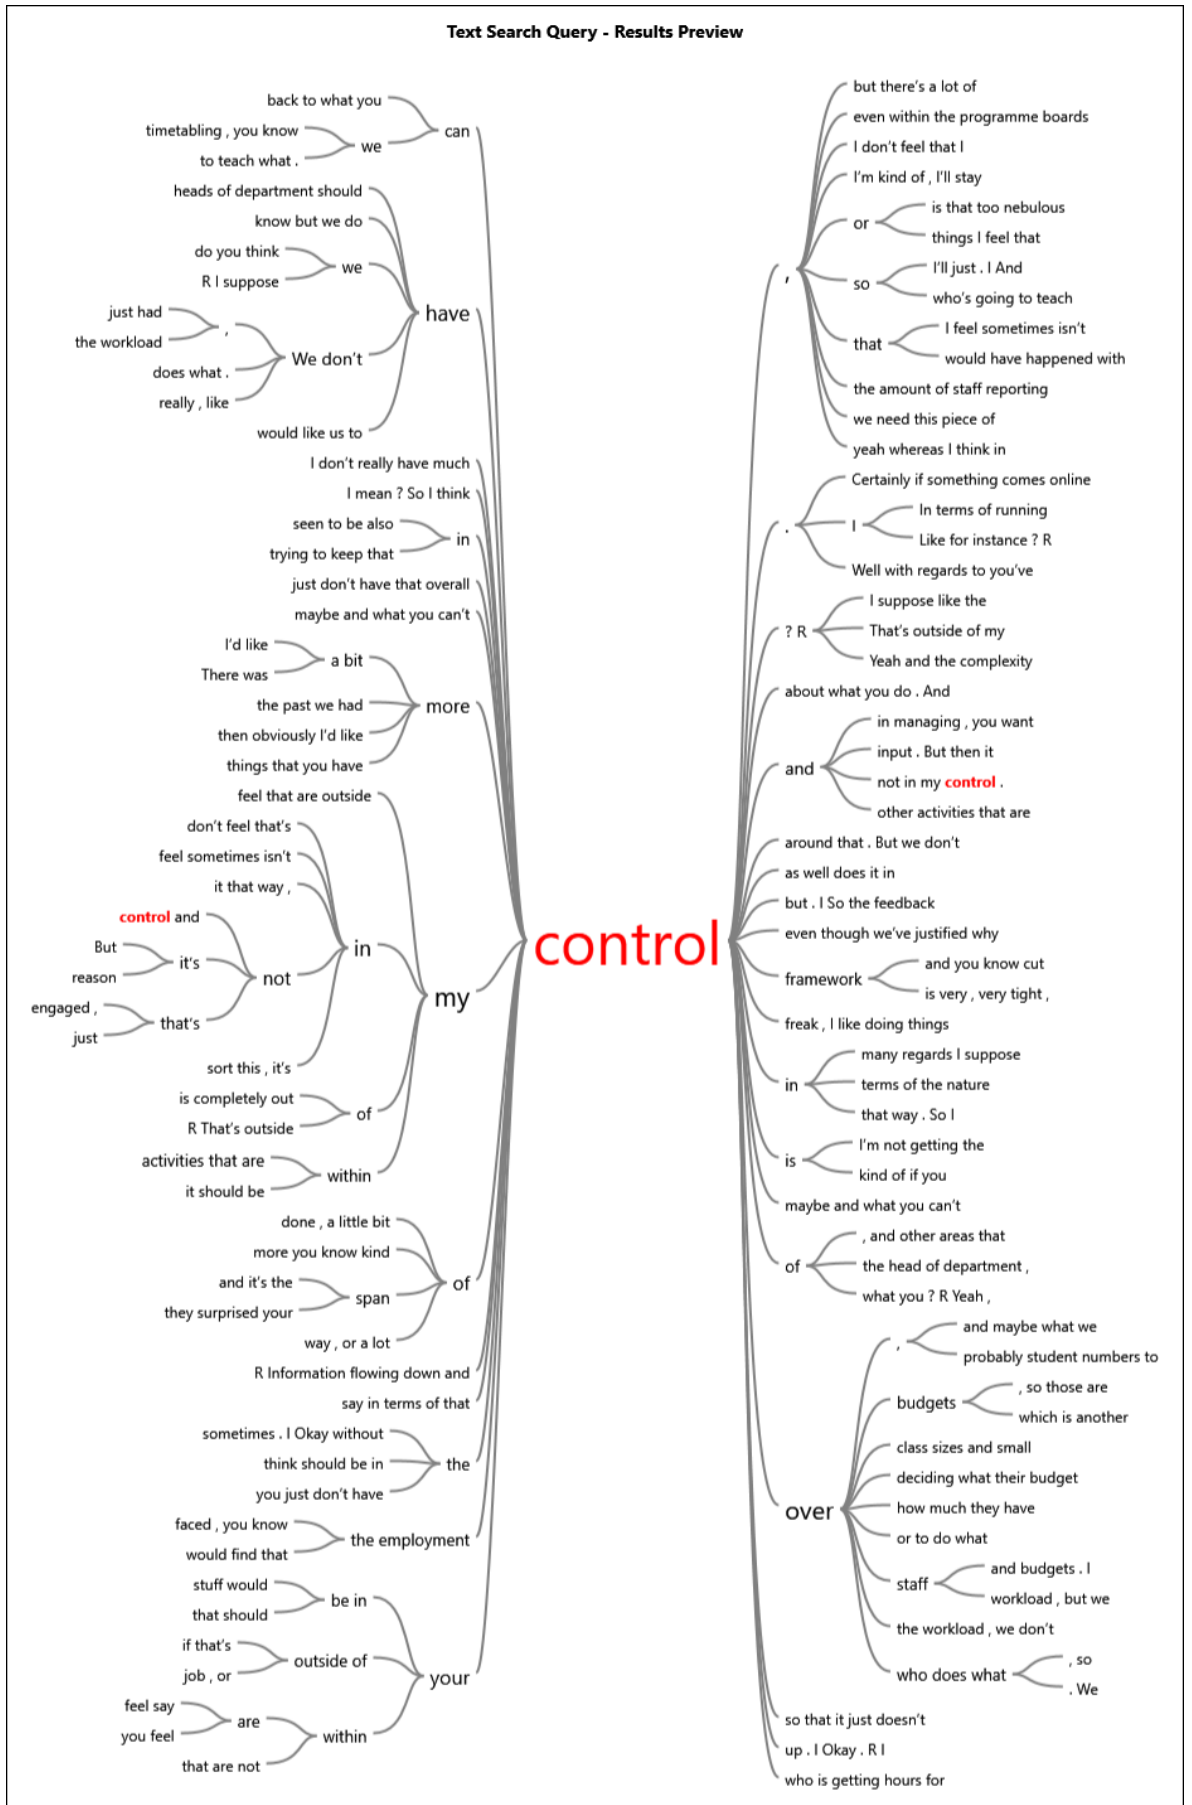 Text Search Query - Results Preview
back to what you
timetabling , you know
to teach what .
we
can
heads of department should
know but we do
do you think
R I suppose
we
just had
the workload
,
does what .
really , like
We don't
would like us to
have
I don't really have much
I mean ? So I think
seen to be also
trying to keep that
in
just don't have that overall
maybe and what you can't
I'd like
There was
a bit
the past we had
then obviously I'd like
things that you have
more
feel that are outside
don't feel that's
feel sometimes isn't
it that way ,
control and
But
reason
it's
engaged ,
just
that's
not
sort this , it's
in
is completely out
R That's outside
of
activities that are
it should be
within
my
done , a little bit
more you know kind
and it's the
they surprised your
span
way , or a lot
of
R Information flowing down and
say in terms of that
sometimes . I Okay without
think should be in
you just don't have
the
faced , you know
would find that
the employment
stuff would
that should
be in
if that's
job , or
outside of
feel say
you feel
are
that are not
within
your
control
,
but there's a lot of
even within the programme boards
I don't feel that I
I'm kind of , I'll stay
or
is that too nebulous
things I feel that
so
I'll just . I And
who's going to teach
that
I feel sometimes isn't
would have happened with
the amount of staff reporting
we need this piece of
yeah whereas I think in
.
Certainly if something comes online
I
In terms of running
Like for instance ? R
Well with regards to you've
? R
I suppose like the
That's outside of my
Yeah and the complexity
about what you do . And
and
in managing , you want
input . But then it
not in my control .
other activities that are
around that . But we don't
as well does it in
but . I So the feedback
even though we've justified why
framework
and you know cut
is very , very tight ,
freak , I like doing things
in
many regards I suppose
terms of the nature
that way . So I
is
I'm not getting the
kind of if you
maybe and what you can't
of
, and other areas that
the head of department ,
what you ? R Yeah ,
over
,
and maybe what we
probably student numbers to
budgets
, so those are
which is another
class sizes and small
deciding what their budget
how much they have
or to do what
staff
and budgets . I
workload , but we
the workload , we don't
who does what
, so
. We
so that it just doesn't
up . I Okay . R I
who is getting hours for